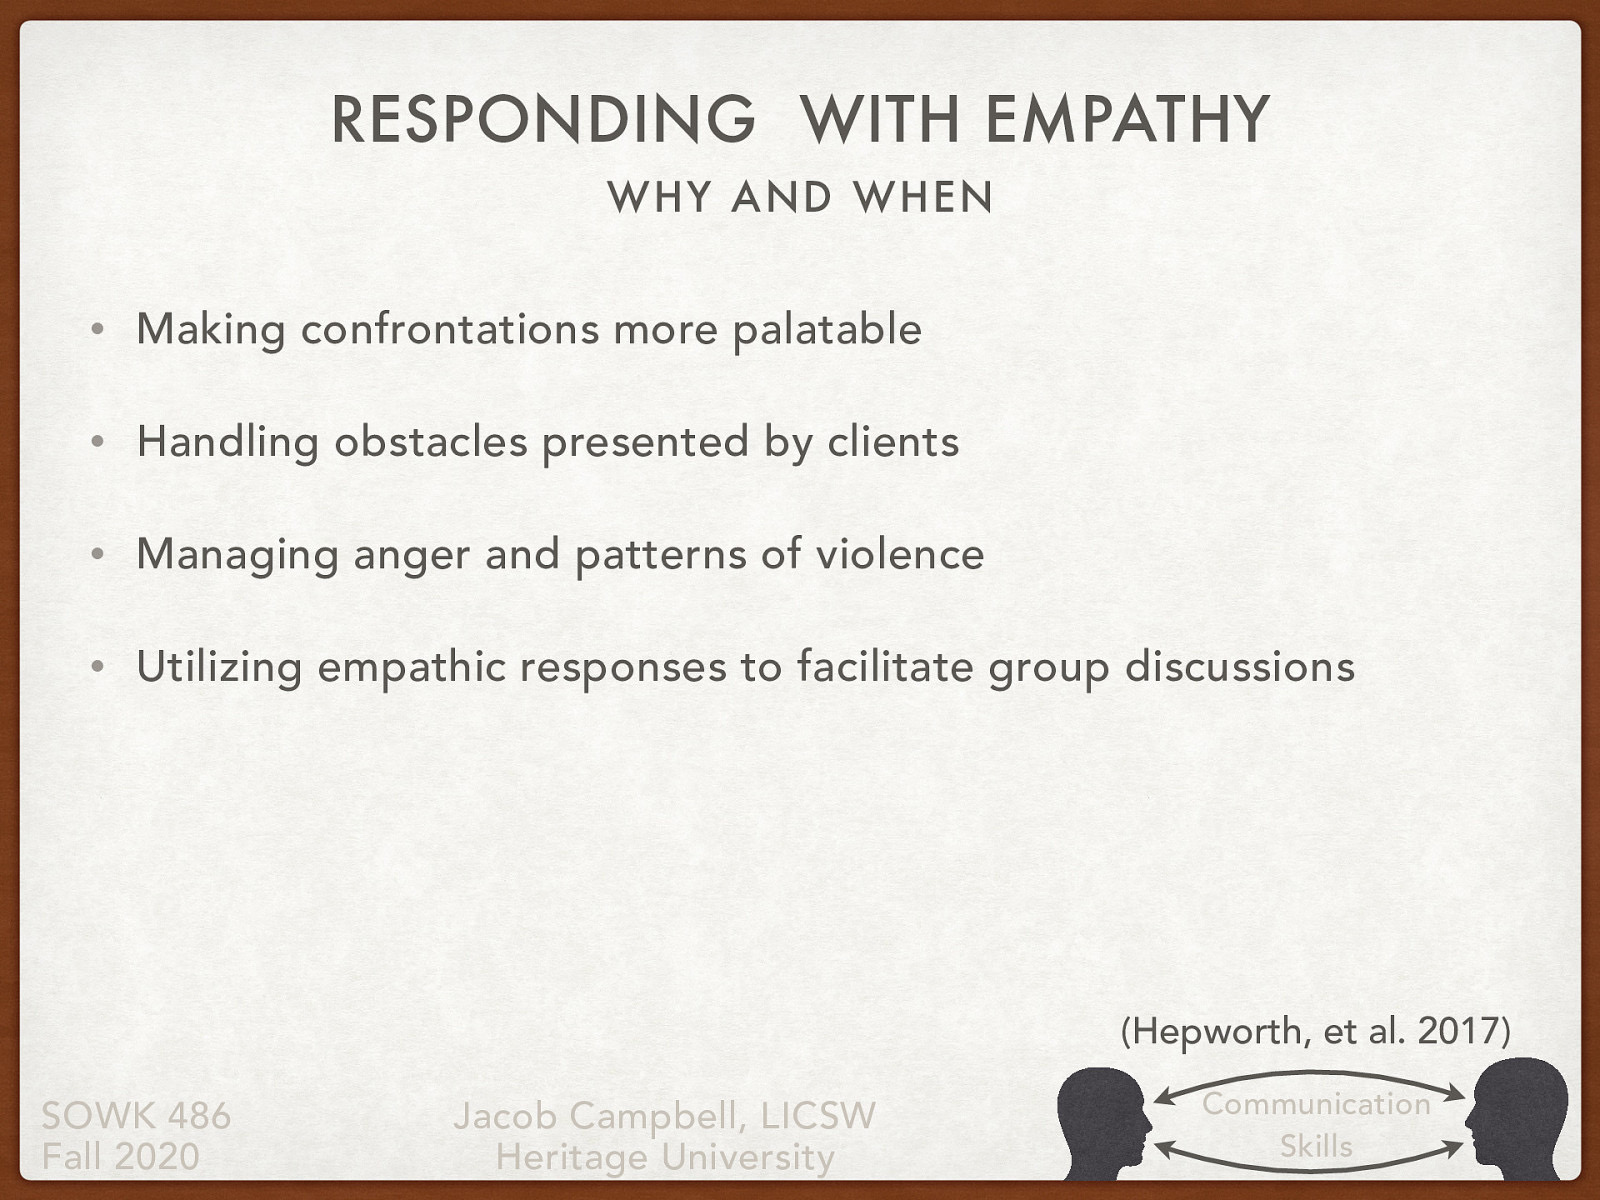 RESPONDING WITH EMPATHY
WHY AND WHEN
• Making confrontations more palatable
• Handling obstacles presented by clients
• Managing anger and patterns of violence
• Utilizing empathic responses to facilitate group discussions
(Hepworth, et al. 2017)
SOWK 486
Fall 2020
Jacob Campbell, LICSW
Heritage University
Communication
Skills